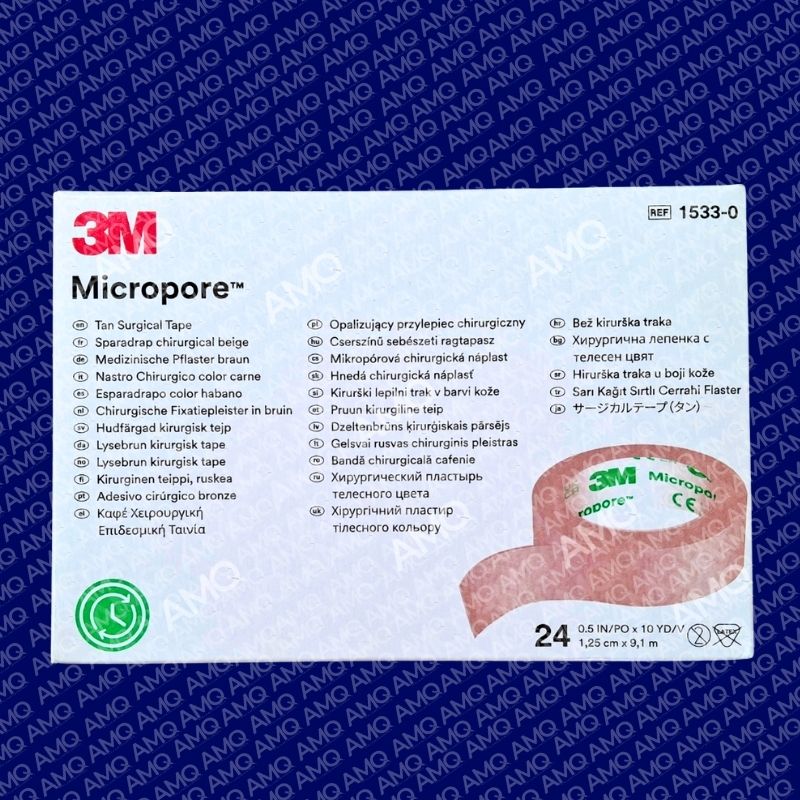 3M
Micropore™
REF 1533-0
en Tan Surgical Tape
fr Sparadrap chirurgical beige
de Medizinische Pflaster braun
it Nastro Chirurgico color carne
es Esparadrapo color habano
nl Chirurgische Fixatiepleister in bruin
sv Hudfärgad kirurgisk tejp
da Lysebrun kirurgisk tape
no Lysebrun kirurgisk tape
fi Kirurginen teippi, ruskea
pt Adesivo cirúrgico bronze
el Καφέ Χειρουργική
Επιδεσμική Ταινία
pl Opalizujący przylepiec chirurgiczny
hu Cserszínű sebészeti ragtapasz
cs Mikropórová chirurgická náplast
sk Hnedá chirurgická náplasť
sl Kirurški lepilni trak v barvi kože
et Pruun kirurgiline teip
lv Dzeltenbrūns ķirurģiskais pārsējs
lt Gelsvai rusvas chirurginis pleistras
ro Bandă chirurgicală cafenie
ru Хирургический пластырь
телесного цвета
uk Хірургічний пластир
тілесного кольору
hr Bež kirurška traka
bg Хирургична лепенка с
телесен цвят
sr Hirurška traka u boji kože
tr Sarı Kağıt Sırtlı Cerrahi Flaster
ja サージカルテープ(タン)
3M Micropo
ropore™ CE
24 0.5 IN/PO x 10 YD/V
1,25 cm x 9,1 m
2 LATEX
AMQ